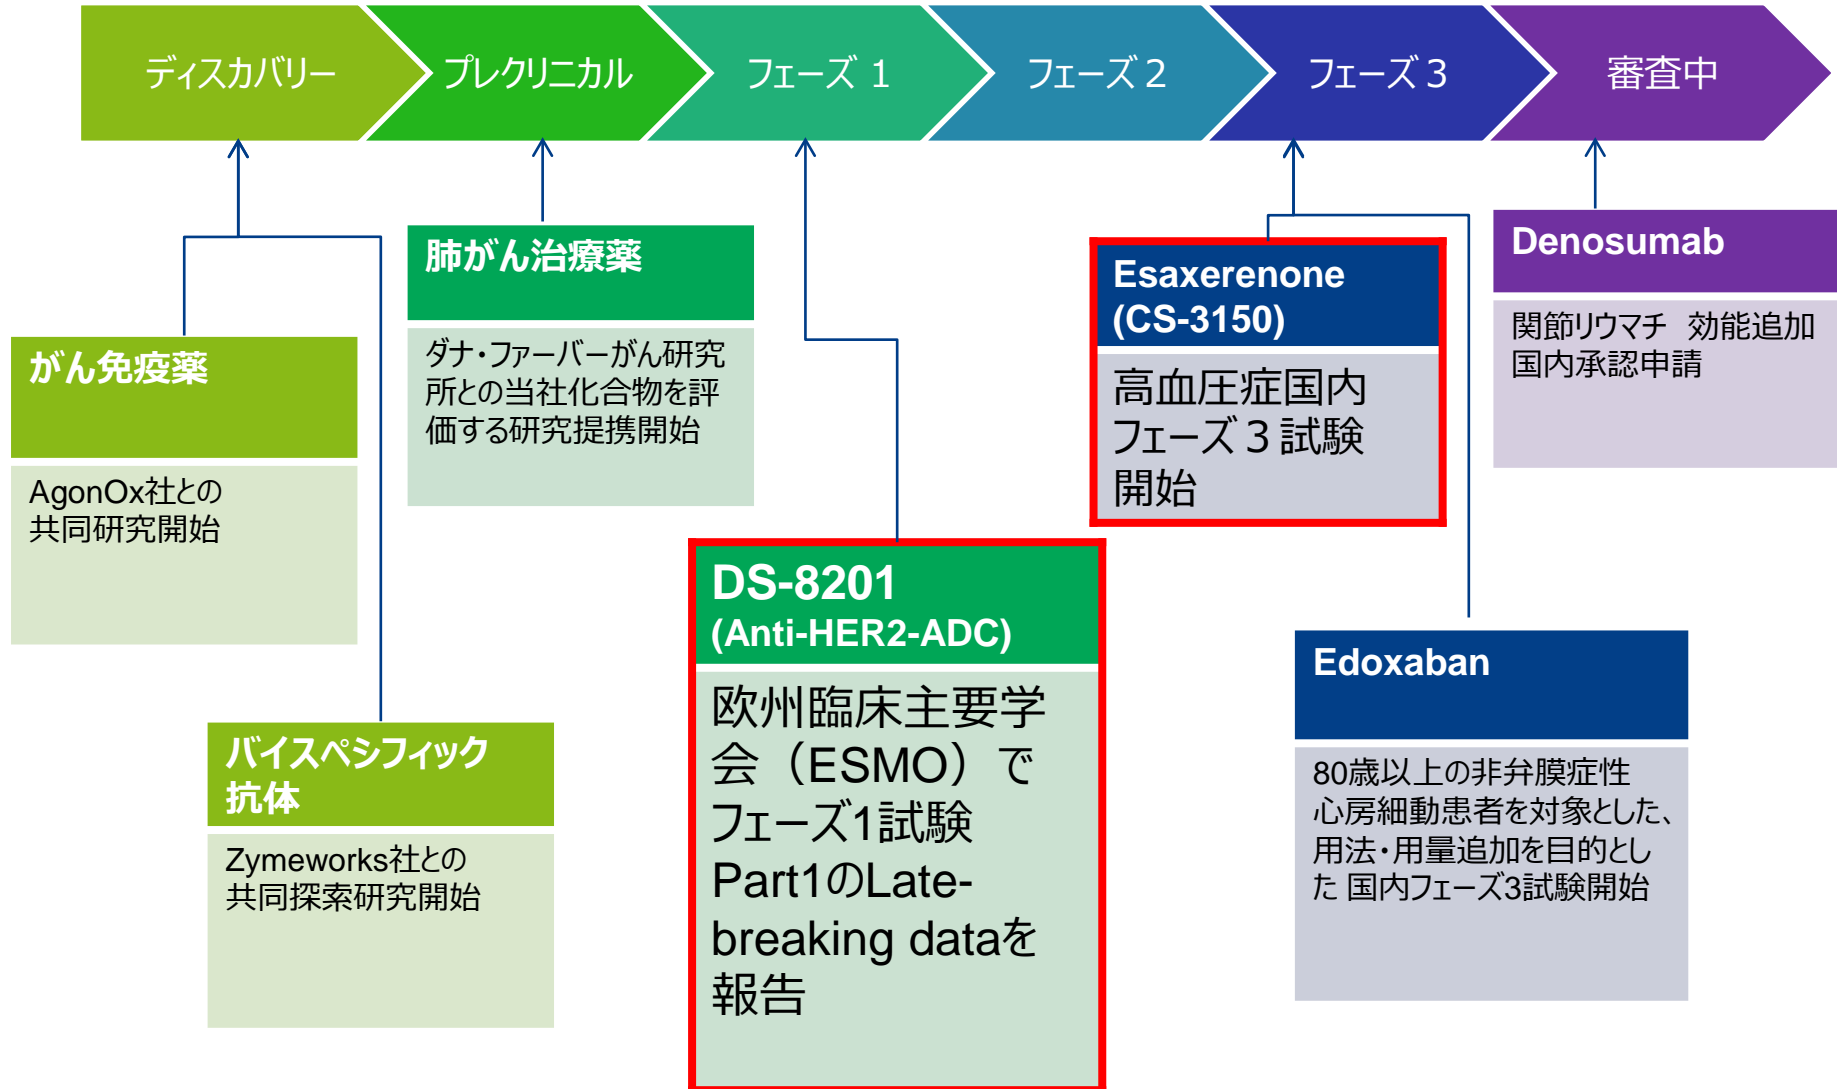 ディスカバリー
プレクリニカル
フェーズ 1
フェーズ 2
フェーズ 3
審査中
がん免疫薬
AgonOx社との
共同研究開始
バイスペシフィック
抗体
Zymeworks社との
共同探索研究開始
肺がん治療薬
ダナ・ファーバーがん研究
所との当社化合物を評
価する研究提携開始
DS-8201
(Anti-HER2-ADC)
欧州臨床主要学
会（ESMO）で
フェーズ1試験
Part1のLate-
breaking dataを
報告
Esaxerenone
(CS-3150)
高血圧症国内
フェーズ３試験
開始
Edoxaban
80歳以上の非弁膜症性
心房細動患者を対象とした、
用法・用量追加を目的とし
た 国内フェーズ3試験開始
Denosumab
関節リウマチ　効能追加
国内承認申請